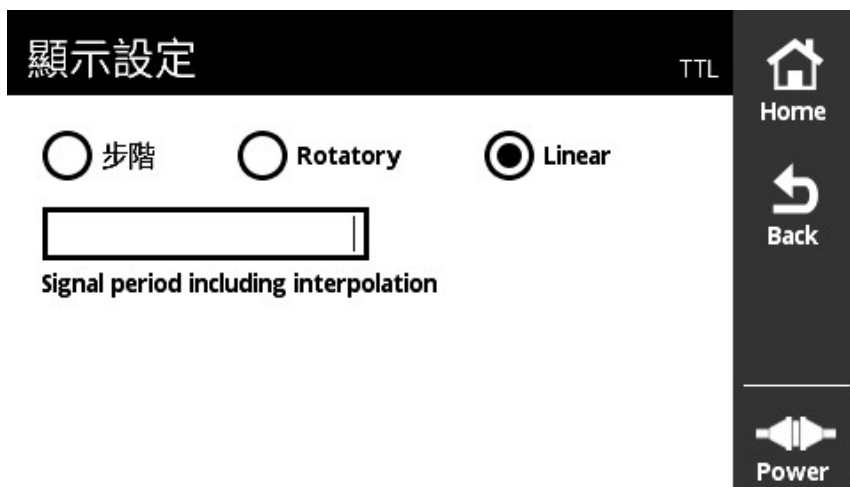 顯示設定
TTL
步階
Rotatory
Linear
Signal period including interpolation
Home
Back
Power